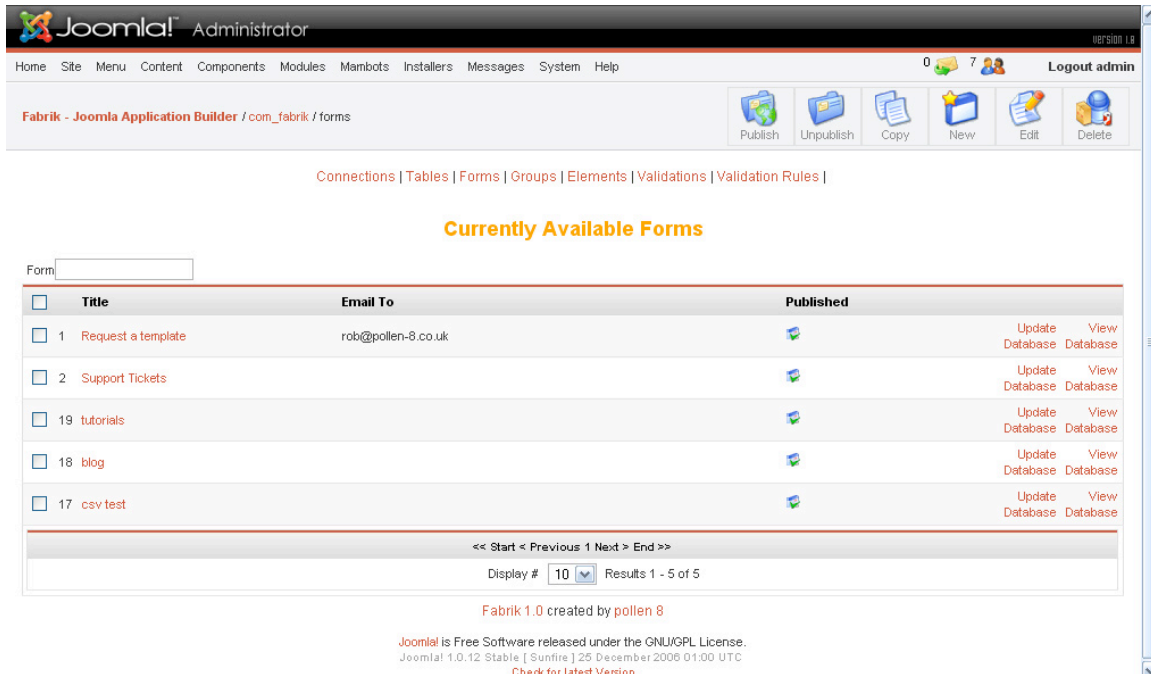 Joomla!™ Administrator
version 1.8
Home Site Menu Content Components Modules Mambots Installers Messages System Help 0 7 Logout admin
Fabrik - Joomla Application Builder / com_fabrik / forms
Publish Unpublish Copy New Edit Delete
Connections | Tables | Forms | Groups | Elements | Validations | Validation Rules |
Currently Available Forms
Form
Title Email To Published
1 Request a template rob@pollen-8.co.uk Update Database View Database
2 Support Tickets Update Database View Database
19 tutorials Update Database View Database
18 blog Update Database View Database
17 csv test Update Database View Database
<< Start < Previous 1 Next > End >>
Display # 10 Results 1 - 5 of 5
Fabrik 1.0 created by pollen 8
Joomla! is Free Software released under the GNU/GPL License.
Joomla! 1.0.12 Stable [ Sunfire ] 25 December 2006 01:00 UTC
Check for latest Version